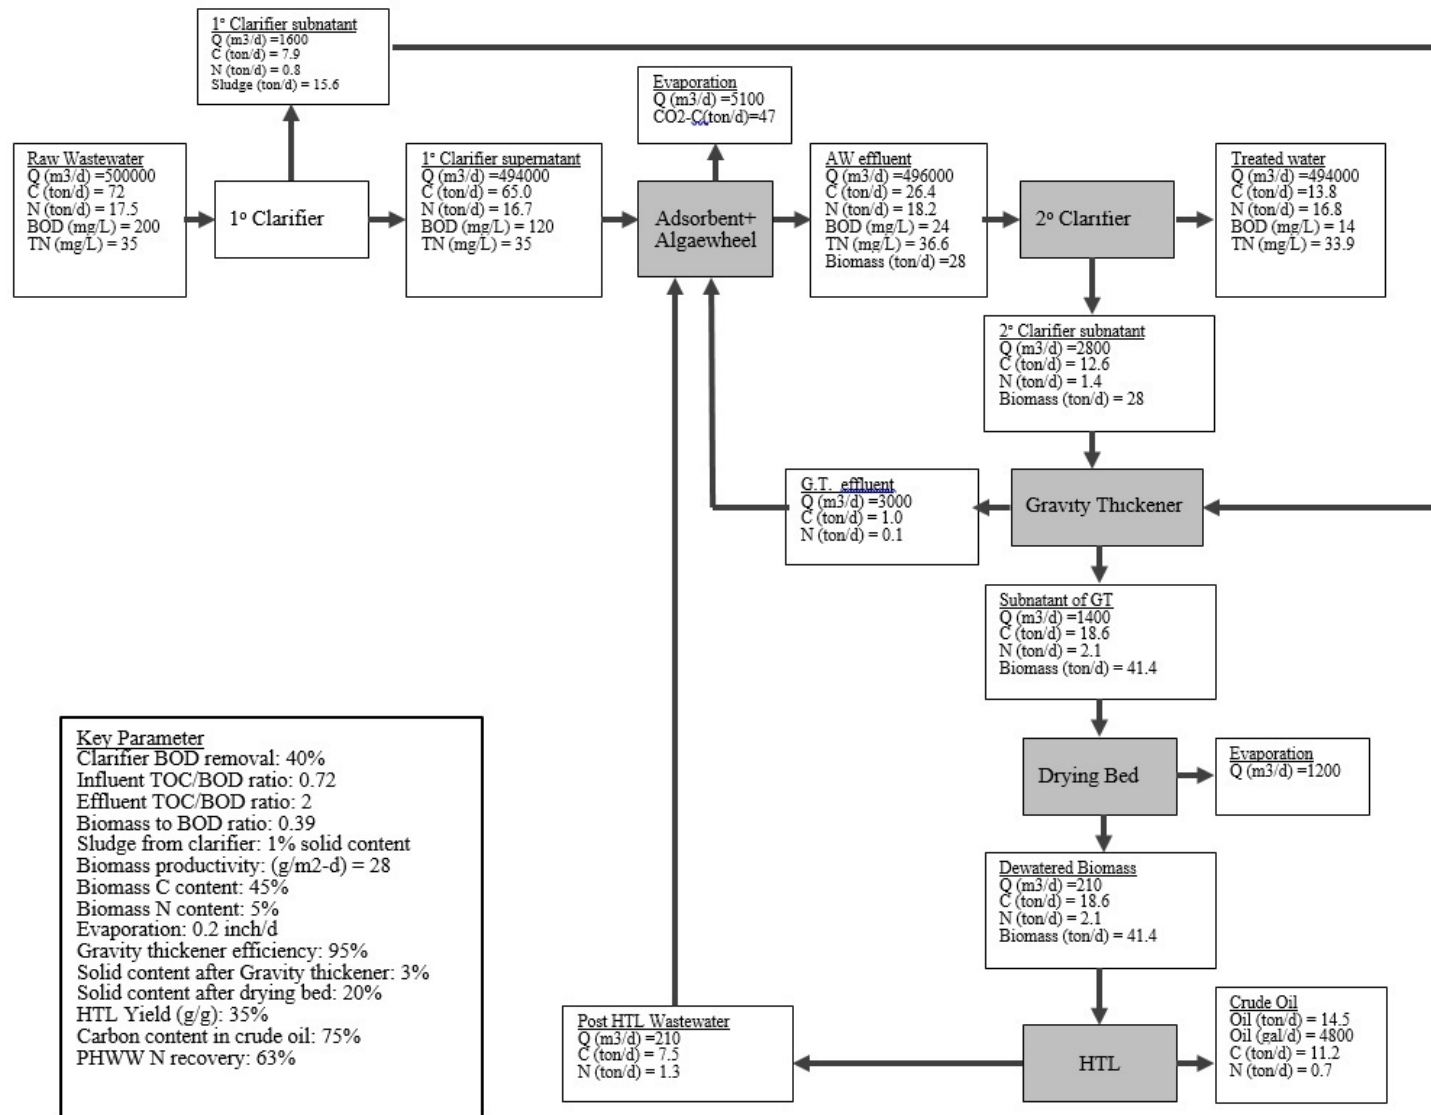 1º Clarifier subnatant
Q (m3/d) =1600
C (ton/d) = 7.9
N (ton/d) = 0.8
Sludge (ton/d) = 15.6
Evaporation
Q (m3/d) =5100
CO2-C(ton/d)=47
Raw Wastewater
Q (m3/d) =500000
C (ton/d) = 72
N (ton/d) = 17.5
BOD (mg/L) = 200
TN (mg/L) = 35
1º Clarifier
1º Clarifier supernatant
Q (m3/d) =494000
C (ton/d) = 65.0
N (ton/d) = 16.7
BOD (mg/L) = 120
TN (mg/L) = 35
Adsorbent+
Algaewheel
AW effluent
Q (m3/d) =496000
C (ton/d) = 26.4
N (ton/d) = 18.2
BOD (mg/L) = 24
TN (mg/L) = 36.6
Biomass (ton/d) =28
2º Clarifier
Treated water
Q (m3/d) =494000
C (ton/d) =13.8
N (ton/d) = 16.8
BOD (mg/L) = 14
TN (mg/L) = 33.9
2º Clarifier subnatant
Q (m3/d) =2800
C (ton/d) = 12.6
N (ton/d) = 1.4
Biomass (ton/d) = 28
G.T. effluent
Q (m3/d) =3000
C (ton/d) = 1.0
N (ton/d) = 0.1
Gravity Thickener
Subnatant of GT
Q (m3/d) =1400
C (ton/d) = 18.6
N (ton/d) = 2.1
Biomass (ton/d) = 41.4
Drying Bed
Evaporation
Q (m3/d) =1200
Dewatered Biomass
Q (m3/d) =210
C (ton/d) = 18.6
N (ton/d) = 2.1
Biomass (ton/d) = 41.4
Key Parameter
Clarifier BOD removal: 40%
Influent TOC/BOD ratio: 0.72
Effluent TOC/BOD ratio: 2
Biomass to BOD ratio: 0.39
Sludge from clarifier: 1% solid content
Biomass productivity: (g/m2-d) = 28
Biomass C content: 45%
Biomass N content: 5%
Evaporation: 0.2 inch/d
Gravity thickener efficiency: 95%
Solid content after Gravity thickener: 3%
Solid content after drying bed: 20%
HTL Yield (g/g): 35%
Carbon content in crude oil: 75%
PHWW N recovery: 63%
Post HTL Wastewater
Q (m3/d) =210
C (ton/d) = 7.5
N (ton/d) = 1.3
HTL
Crude Oil
Oil (ton/d) = 14.5
Oil (gal/d) = 4800
C (ton/d) = 11.2
N (ton/d) = 0.7